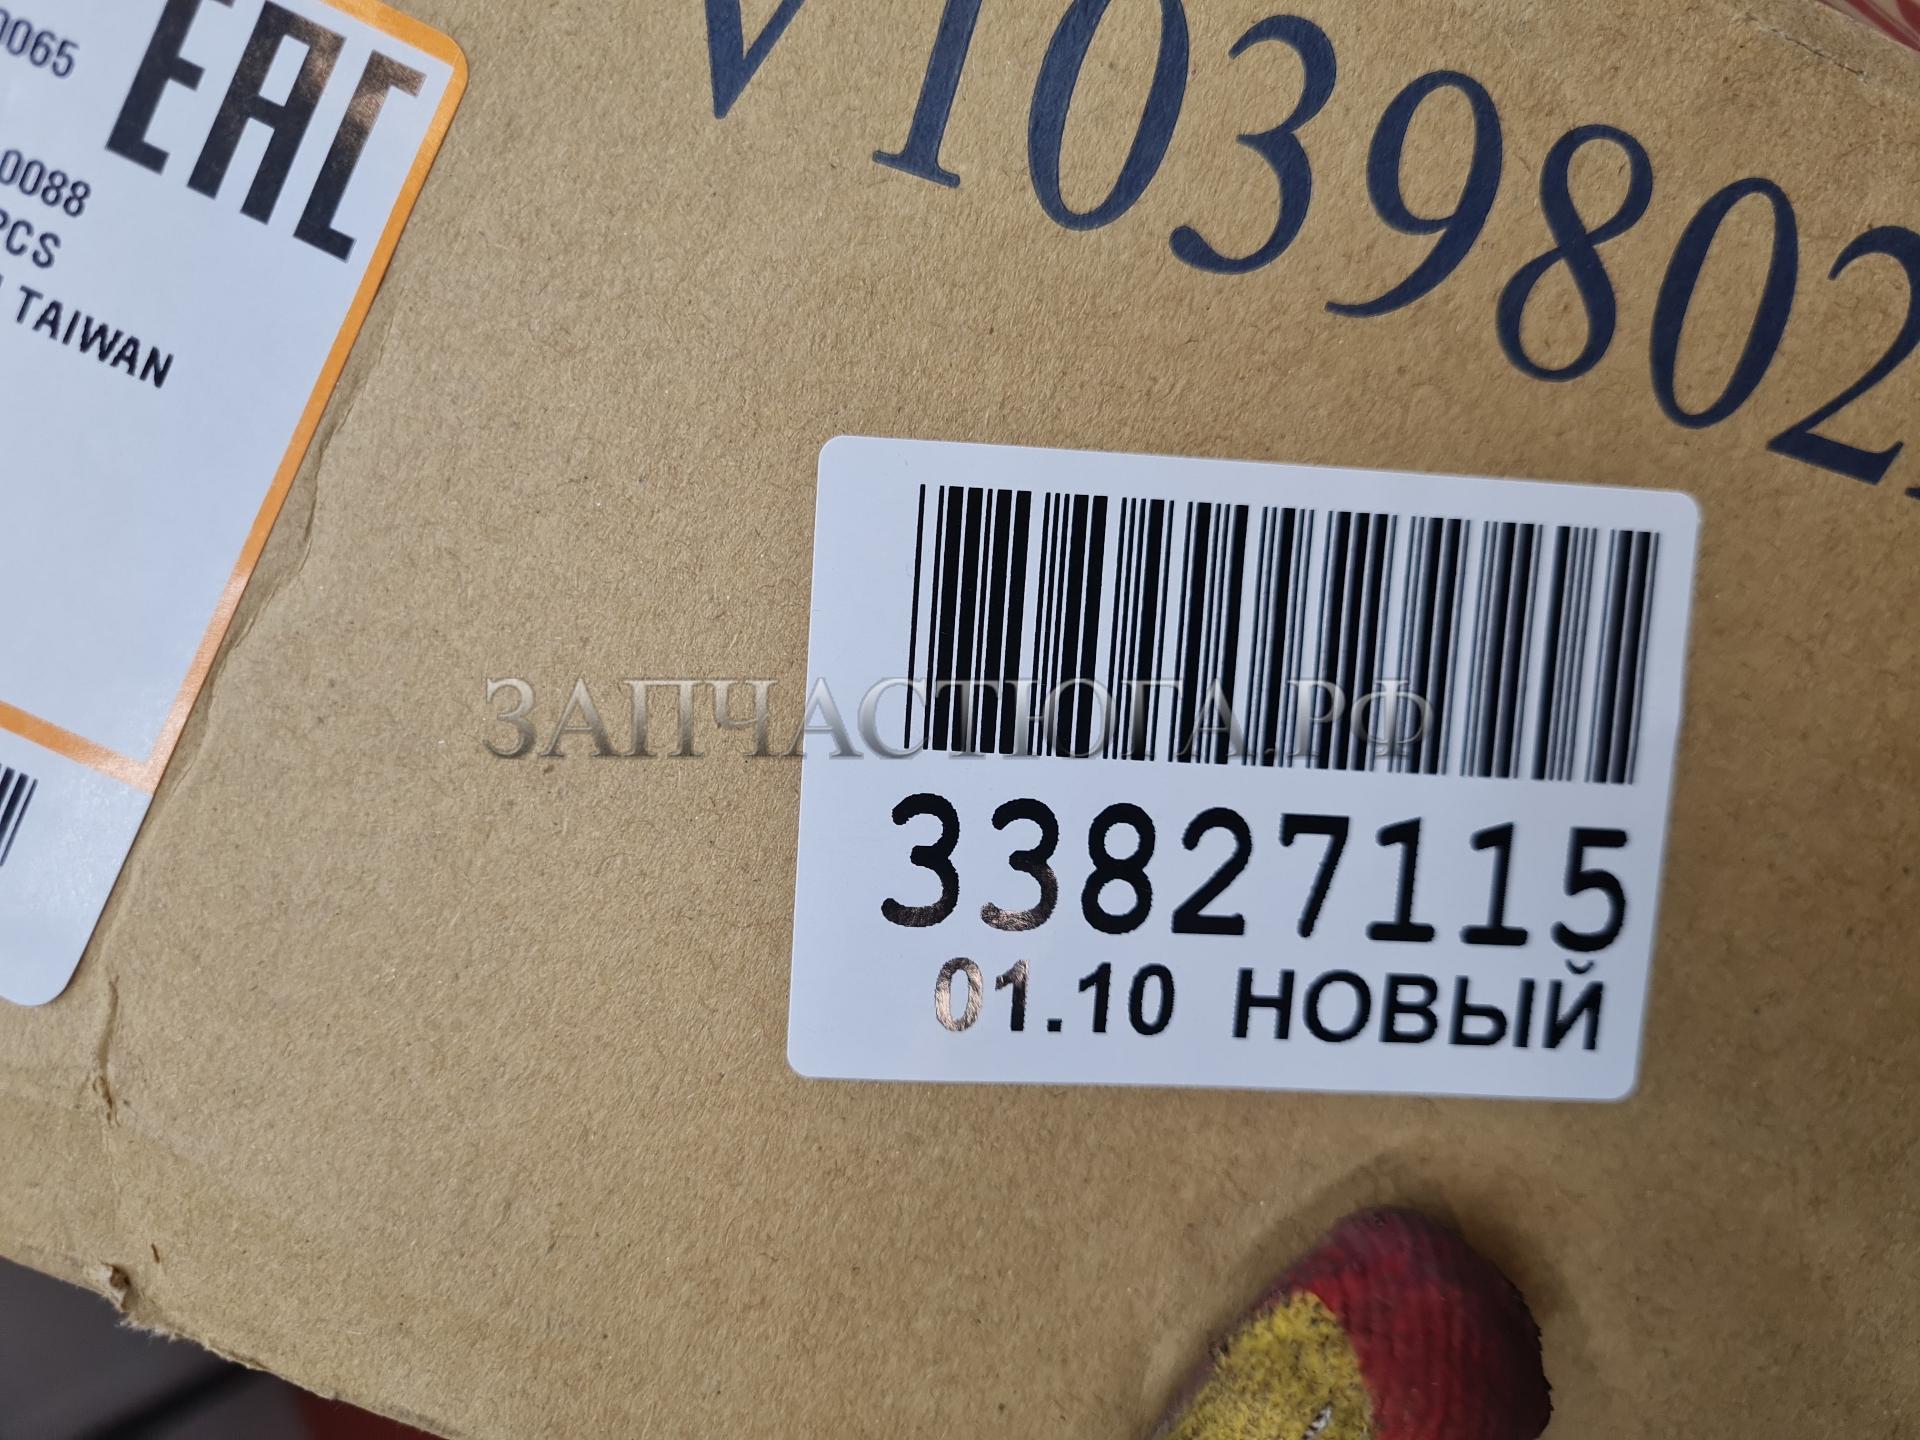 0065
EAC
0088
PCS
TAIWAN
V1039802
ЗАПЧАСТЮГА.РФ
33827115
01.10 НОВЫЙ